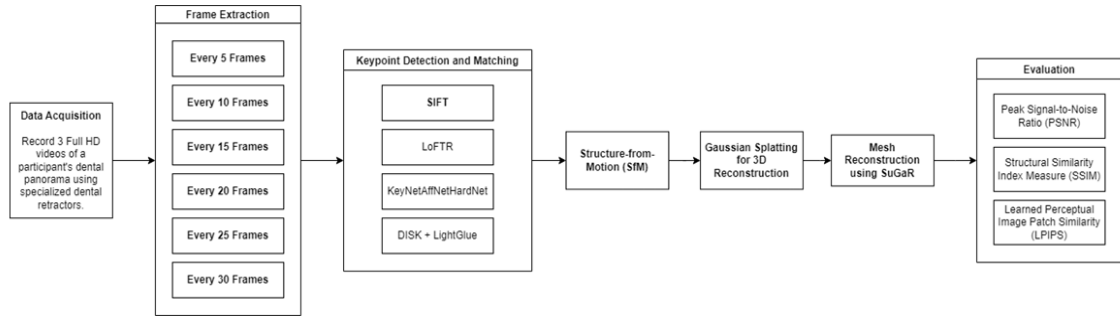 Data Acquisition
Record 3 Full HD
videos of a
participant's dental
panorama using
specialized dental
retractors.
Frame Extraction
Every 5 Frames
Every 10 Frames
Every 15 Frames
Every 20 Frames
Every 25 Frames
Every 30 Frames
Keypoint Detection and Matching
SIFT
LoFTR
KeyNetAffNetHardNet
DISK + LightGlue
Structure-from-
Motion (SfM)
Gaussian Splatting
for 3D
Reconstruction
Mesh
Reconstruction
using SuGaR
Evaluation
Peak Signal-to-Noise
Ratio (PSNR)
Structural Similarity
Index Measure (SSIM)
Learned Perceptual
Image Patch Similarity
(LPIPS)